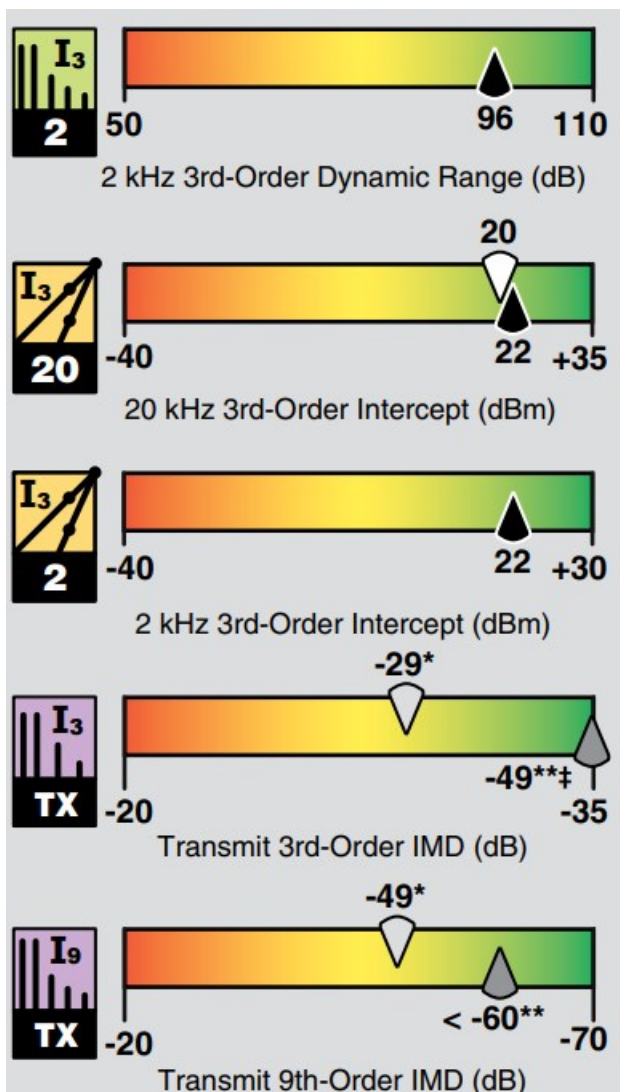 I₃
2
50
96
110
2 kHz 3rd-Order Dynamic Range (dB)
20
I₃
20
-40
22
+35
20 kHz 3rd-Order Intercept (dBm)
I₃
2
-40
22
+30
2 kHz 3rd-Order Intercept (dBm)
-29*
I₃
TX
-20
-49**‡
-35
Transmit 3rd-Order IMD (dB)
-49*
I₉
TX
-20
< -60**
-70
Transmit 9th-Order IMD (dB)